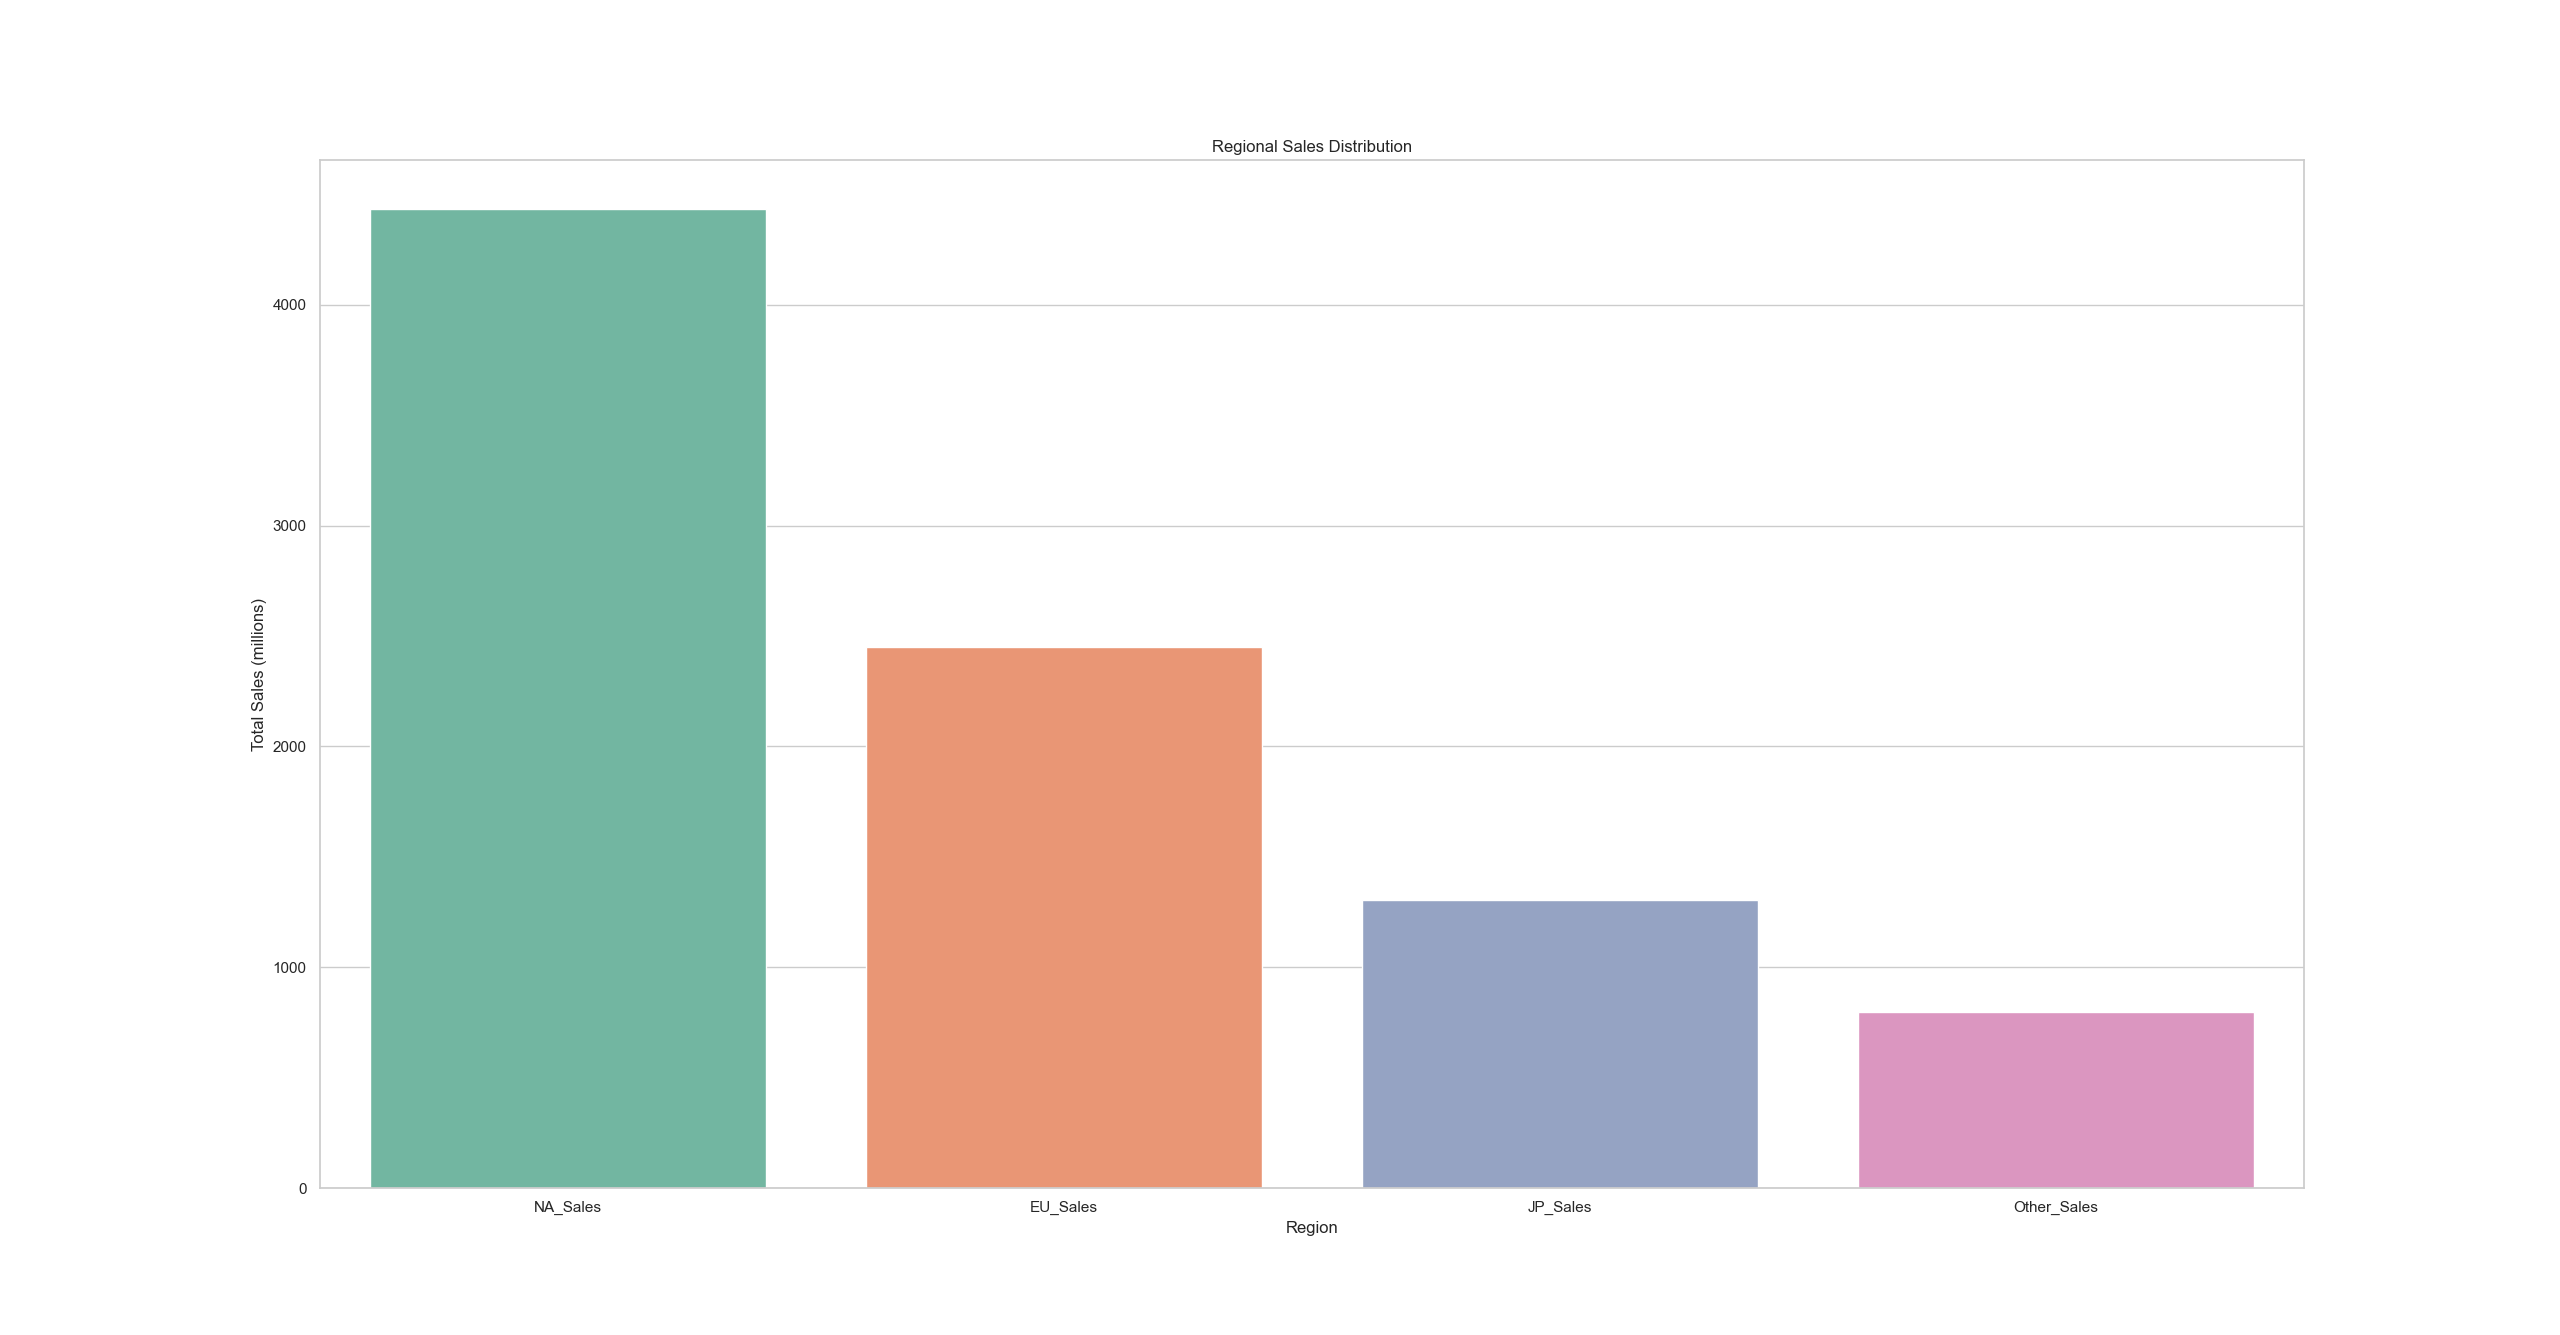 Regional Sales Distribution
Total Sales (millions)
4000
3000
2000
1000
0
NA_Sales
EU_Sales
JP_Sales
Other_Sales
Region